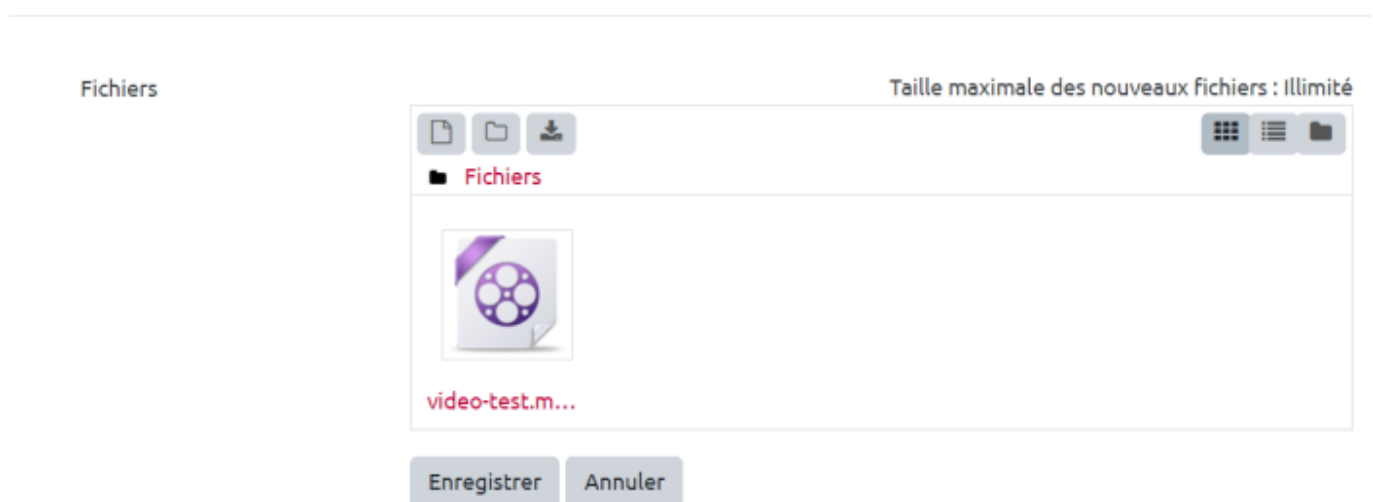 Fichiers
Taille maximale des nouveaux fichiers : Illimité
Fichiers
video-test.m...
Enregistrer
Annuler